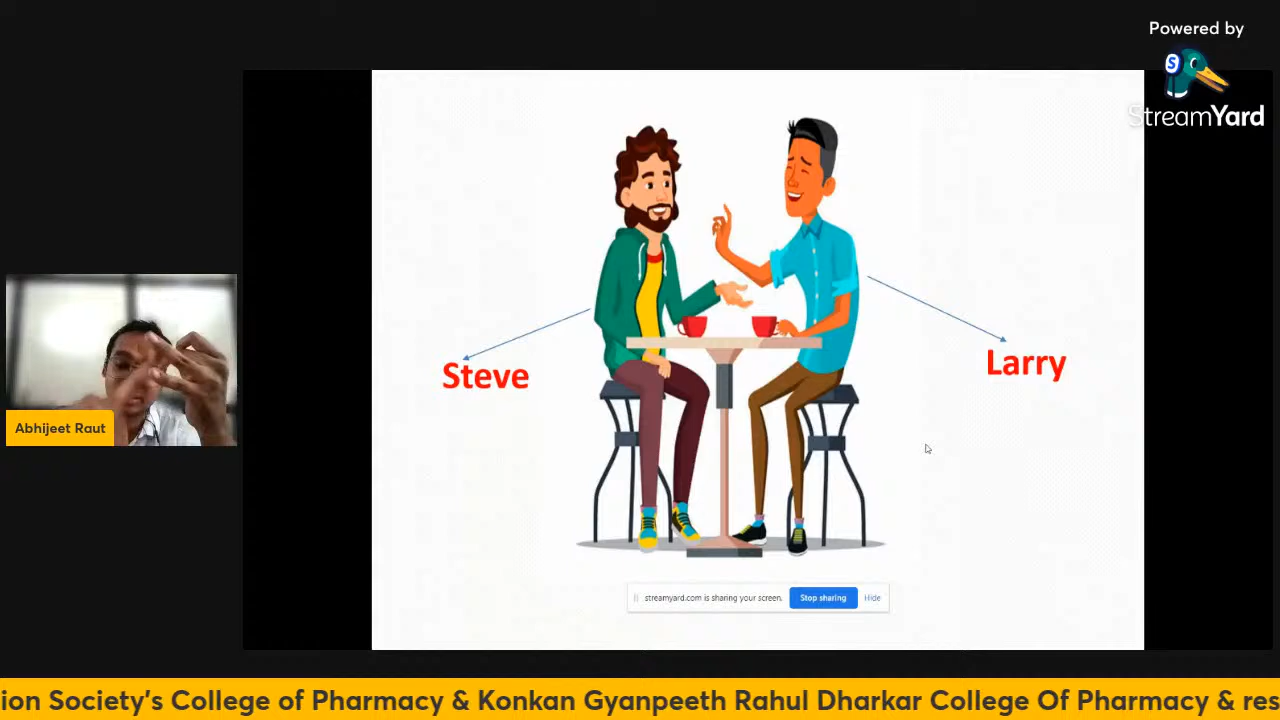 Powered by
StreamYard
Steve
Larry
Abhijeet Raut
streamyard.com is sharing your screen.
Stop sharing
Hide
ion Society's College of Pharmacy & Konkan Gyanpeeth Rahul Dharkar College Of Pharmacy & res